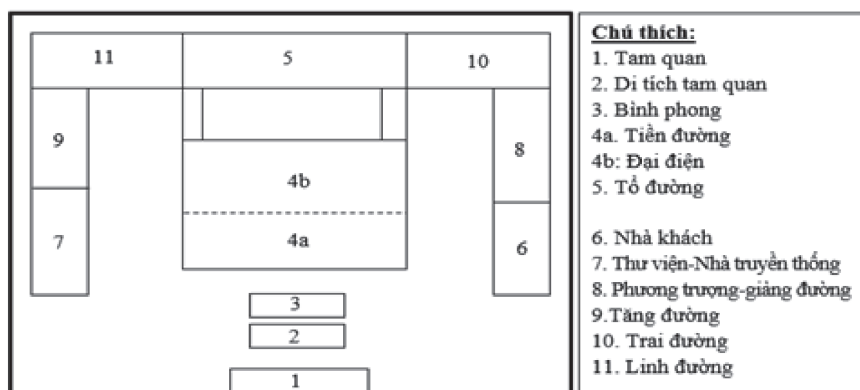 11
5
10
9
8
4b
7
4a
6
3
2
1
Chú thích:
1. Tam quan
2. Di tích tam quan
3. Bình phong
4a. Tiền đường
4b: Đại điện
5. Tổ đường
6. Nhà khách
7. Thư viện-Nhà truyền thống
8. Phương trượng-giảng đường
9.Tăng đường
10. Trai đường
11. Linh đường